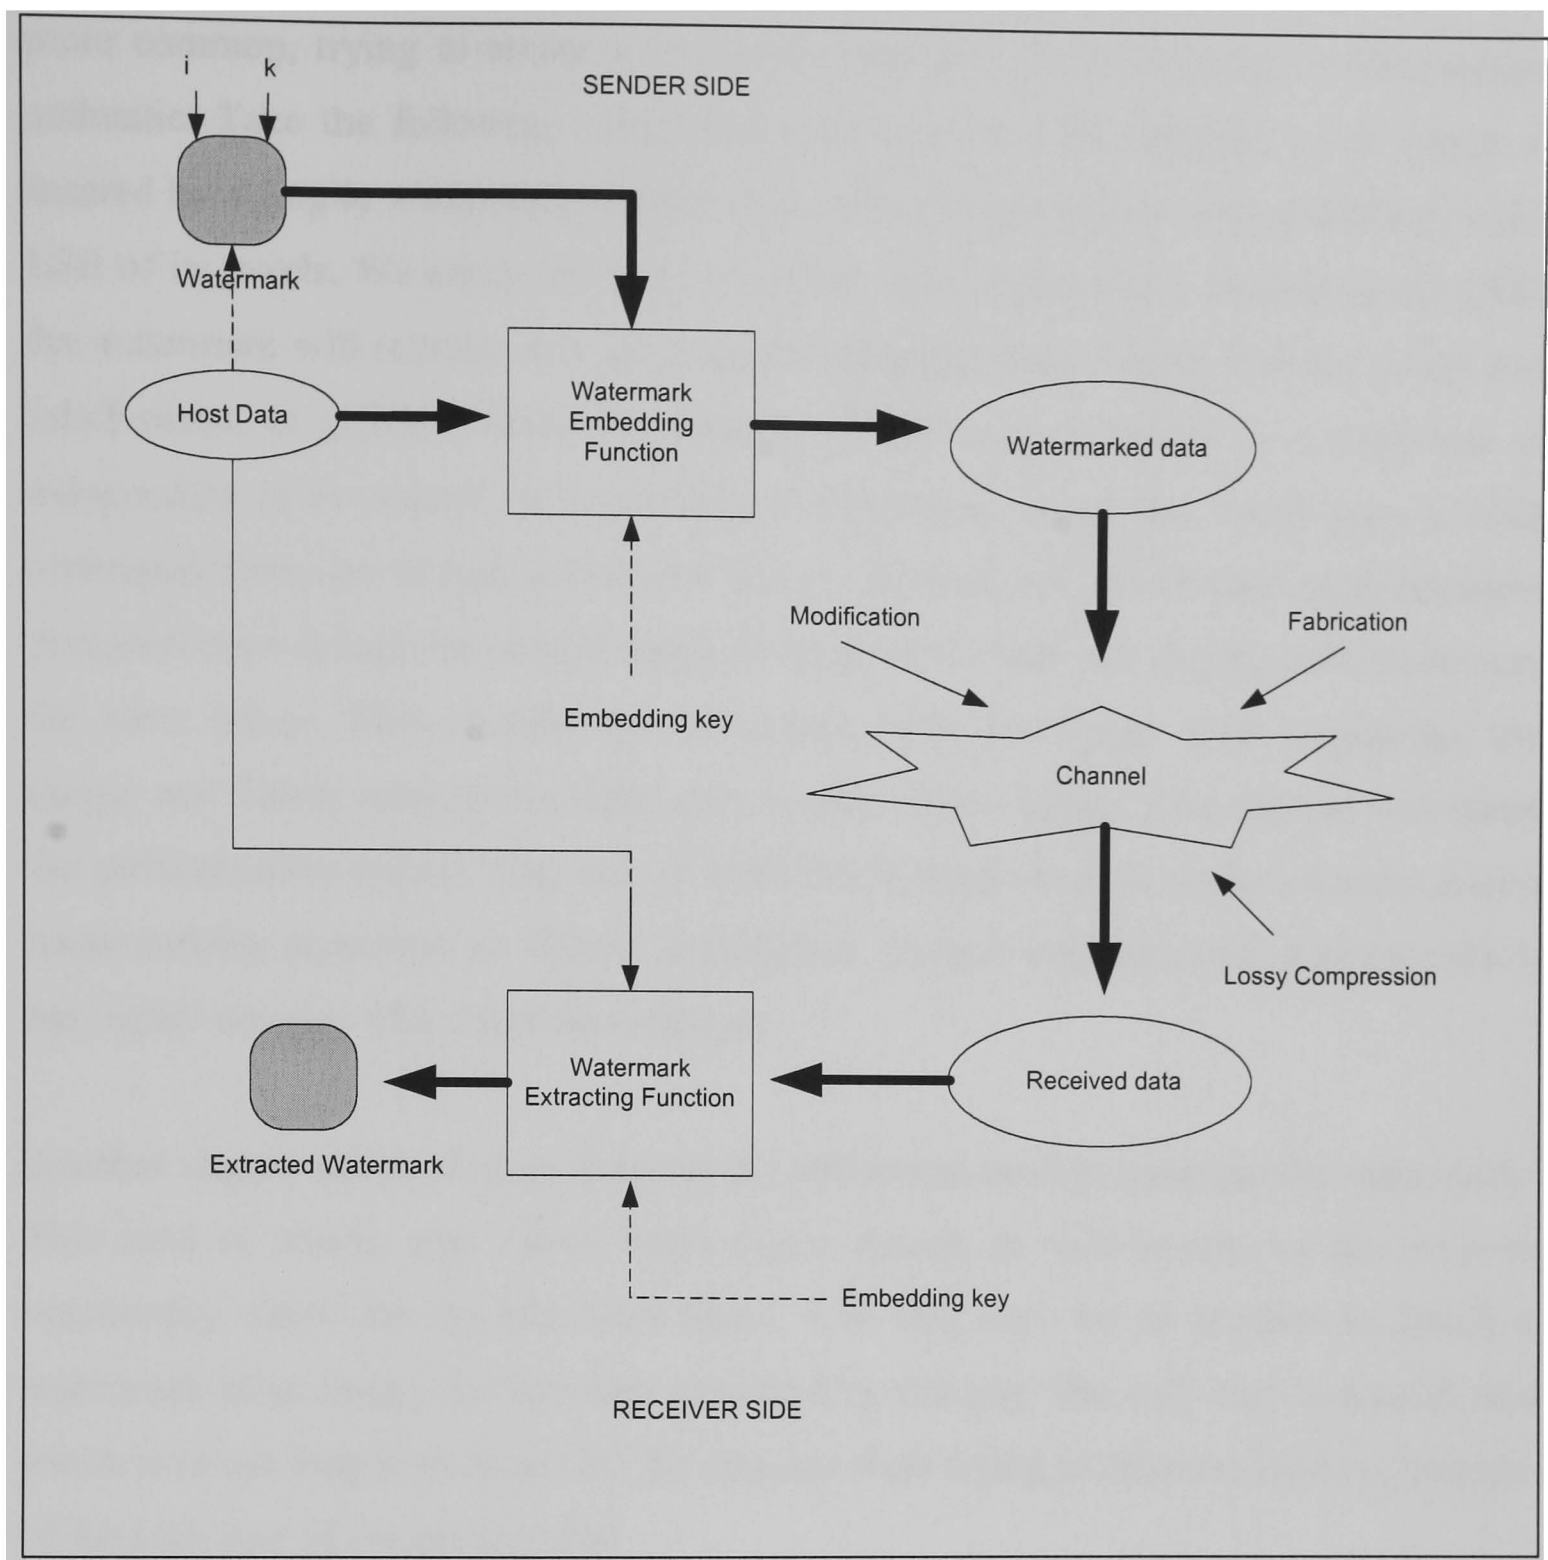 i k
SENDER SIDE
Watermark
Host Data
Watermark
Embedding
Function
Watermarked data
Modification
Fabrication
Embedding key
Channel
Lossy Compression
Watermark
Extracting Function
Received data
Extracted Watermark
Embedding key
RECEIVER SIDE